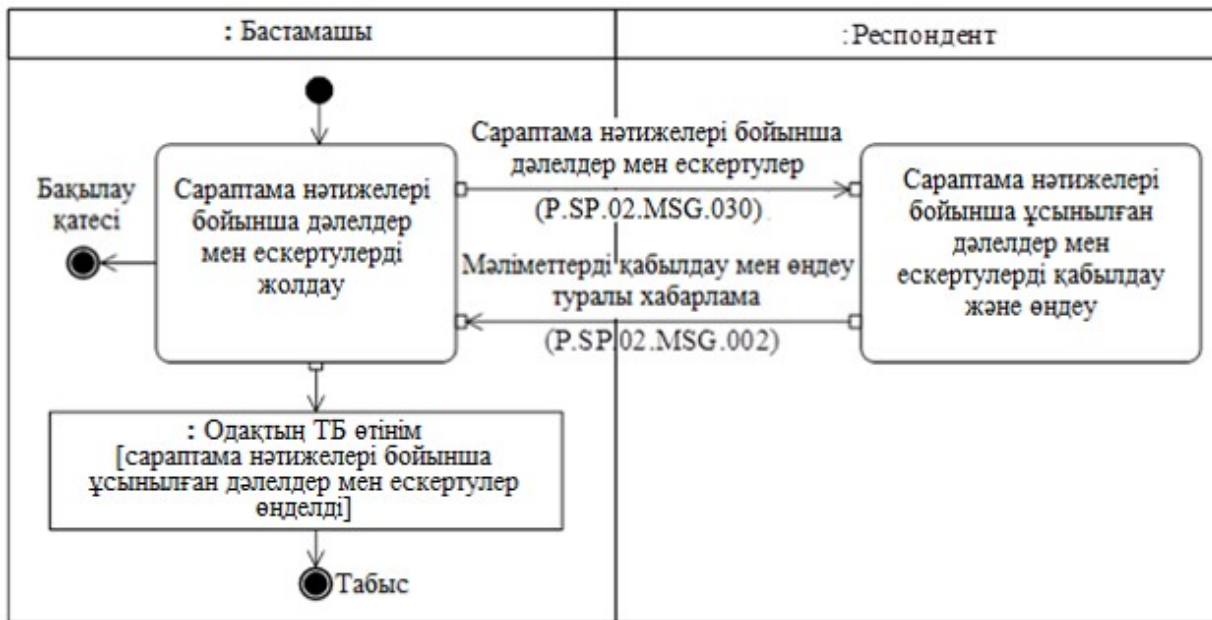 : Бастамашы
:Респондент
Сараптама нәтижелері бойынша
дәлелдер мен ескертулер
(P.SP.02.MSG.030)
Бақылау
қатесі
Сараптама нәтижелері
бойынша дәлелдер
мен ескертулерді
жолдау
Сараптама нәтижелері
бойынша ұсынылған
дәлелдер мен
ескертулерді қабылдау
және өңдеу
Мәліметтерді қабылдау мен өңдеу
туралы хабарлама
(P.SP.02.MSG.002)
: Одақтың ТБ өтінім
[сараптама нәтижелері бойынша
ұсынылған дәлелдер мен ескертулер
өңделді]
Табыс